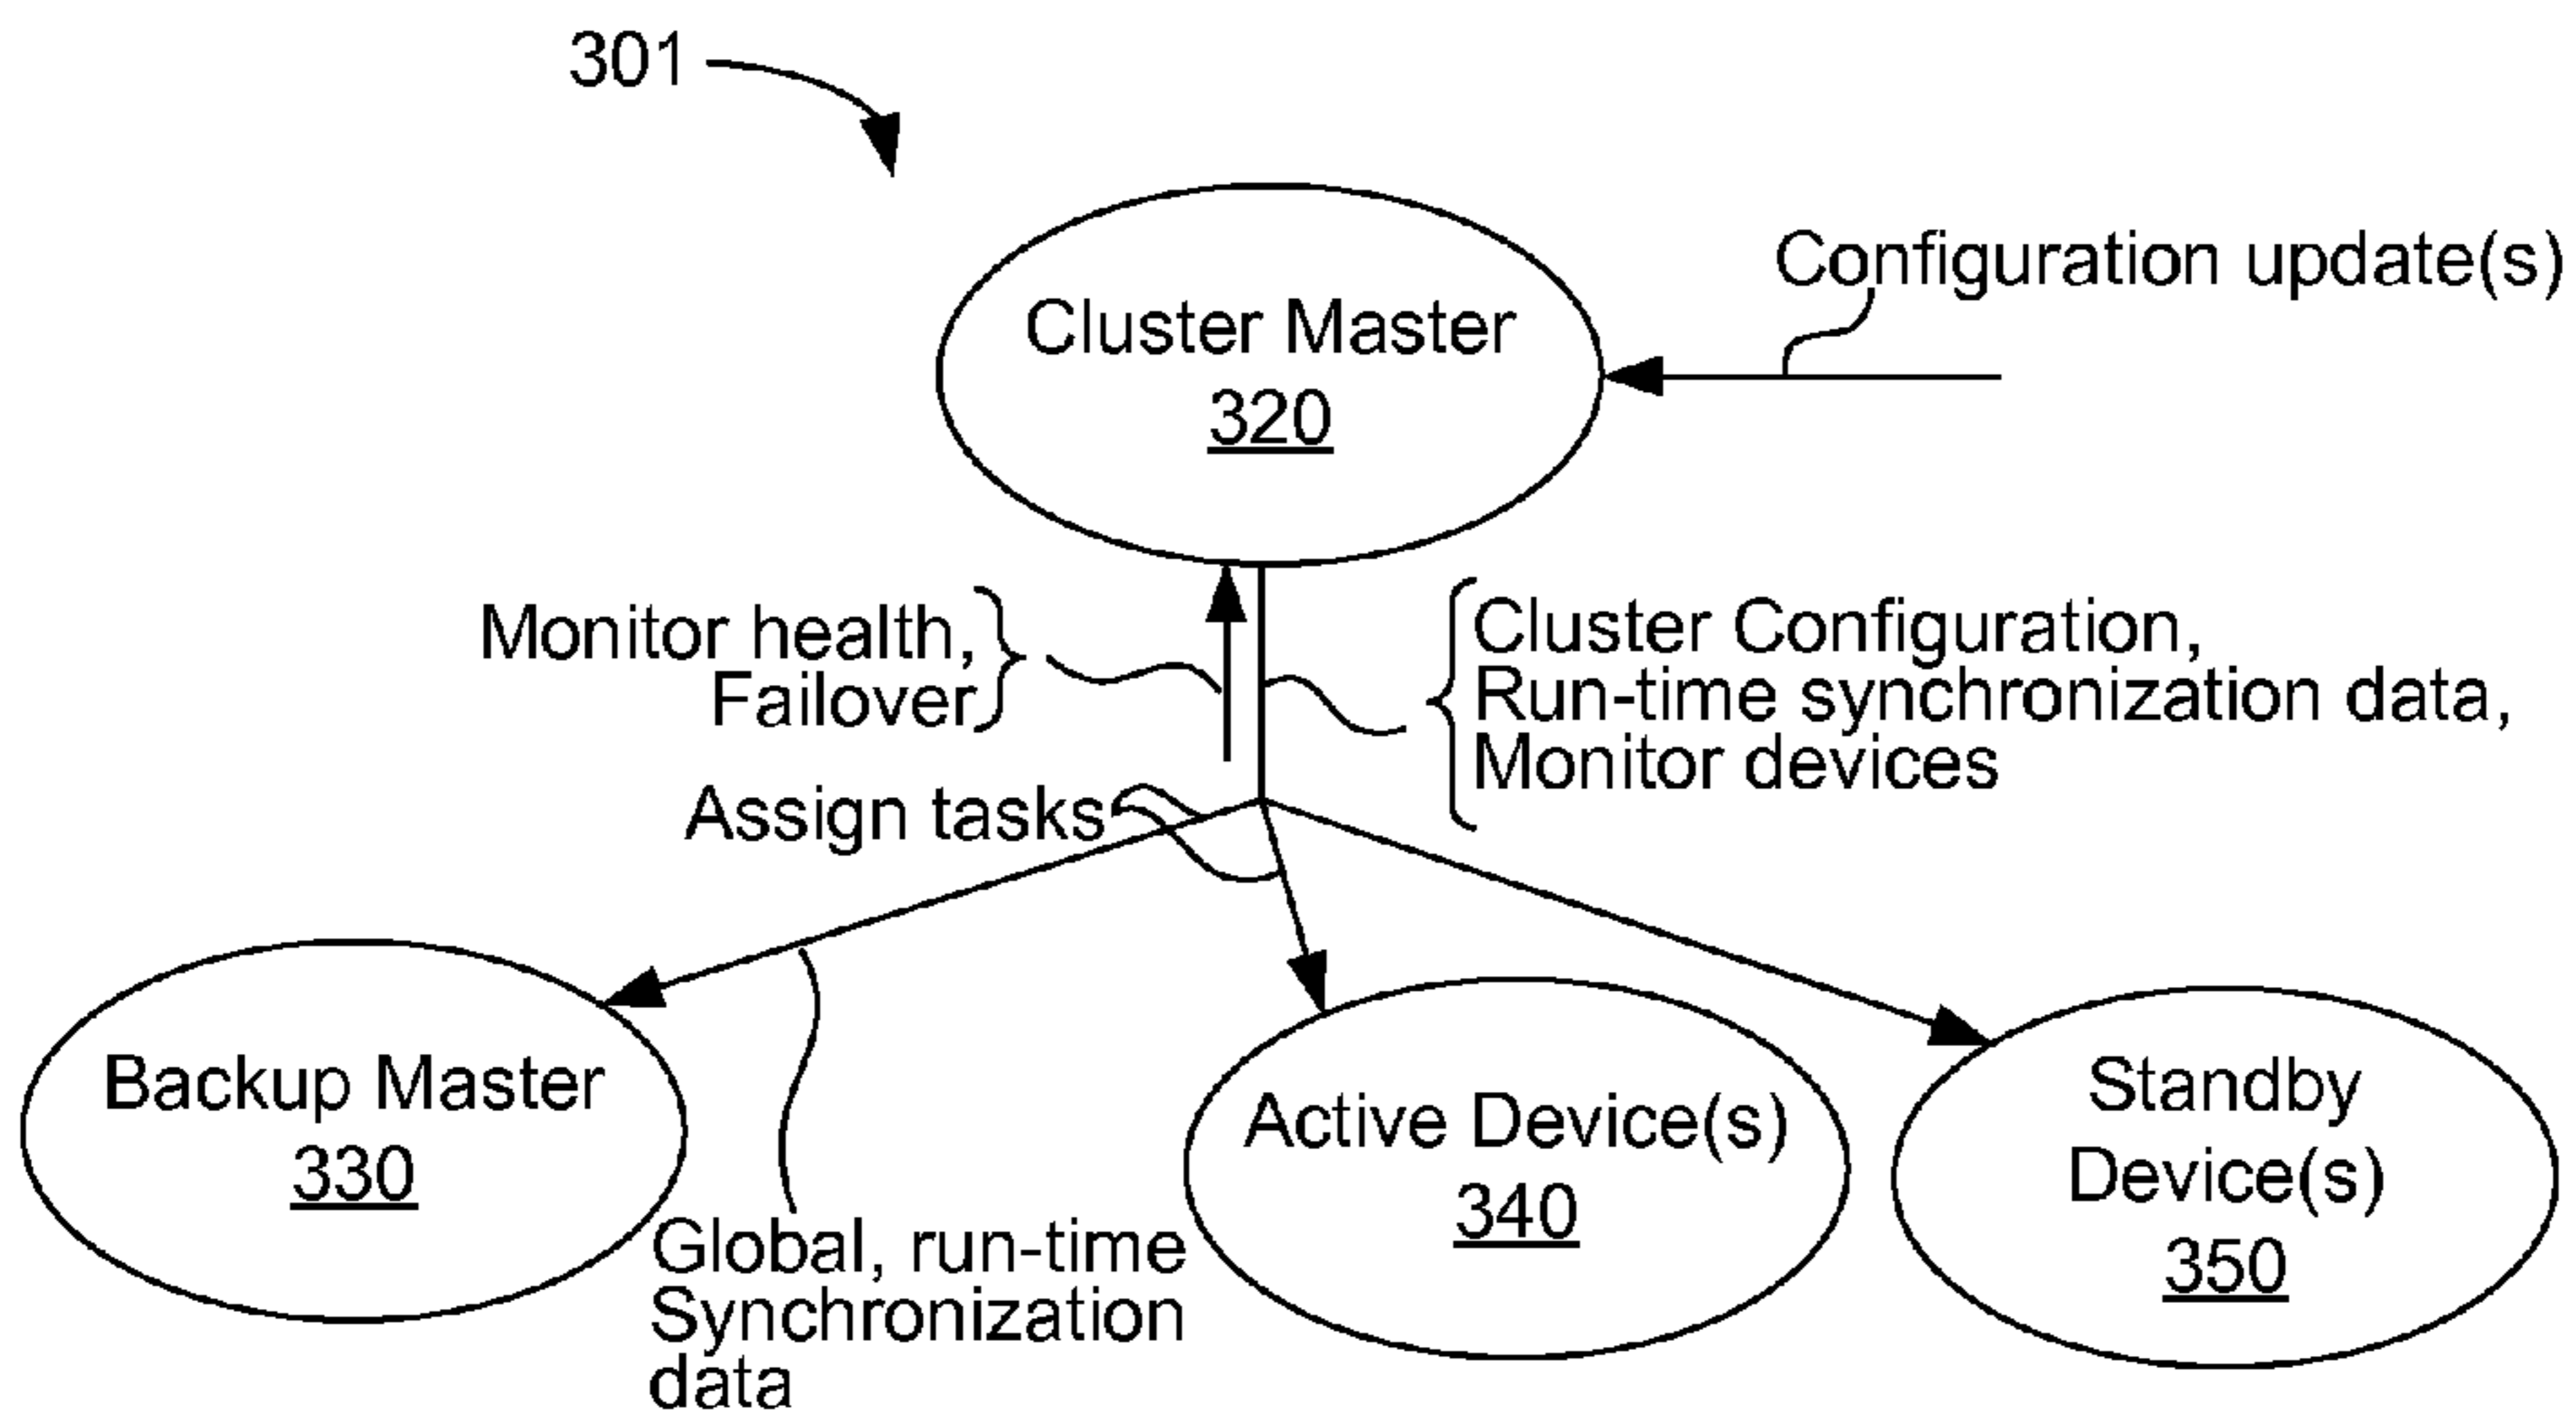 301
Configuration update(s)
Cluster Master
320
Monitor health,
Failover
Cluster Configuration,
Run-time synchronization data,
Monitor devices
Assign tasks
Backup Master
330
Global, run-time
Synchronization
data
Active Device(s)
340
Standby
Device(s)
350